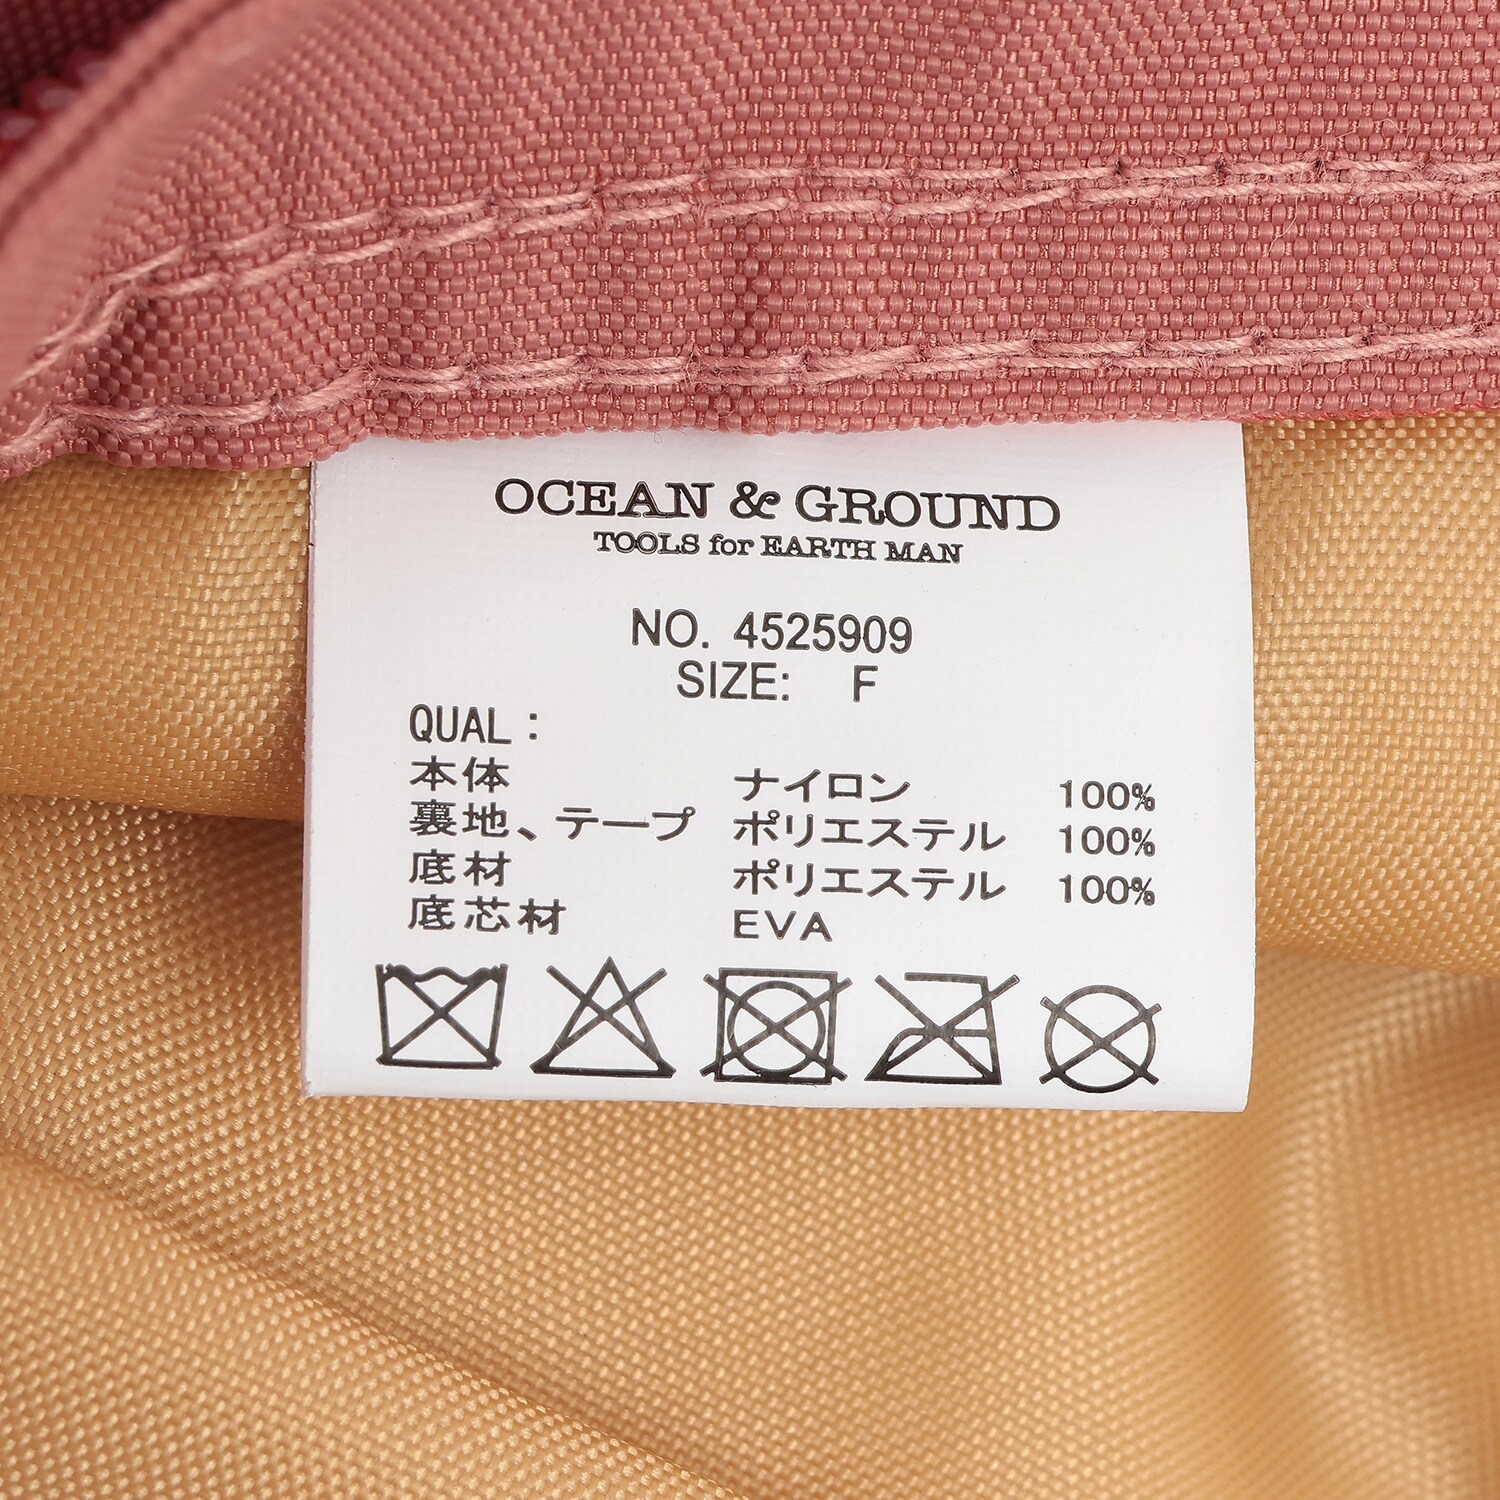 OCEAN & GROUND
TOOLS for EARTH MAN
NO. 4525909
SIZE: F
QUAL :
本体 ナイロン 100%
裏地、テープ ポリエステル 100%
底材 ポリエステル 100%
底芯材 EVA